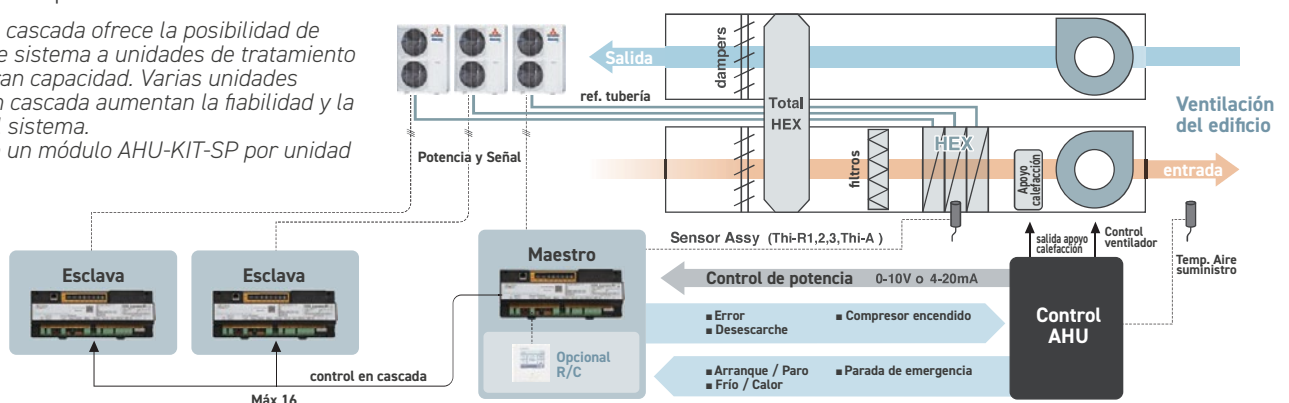 cascada ofrece la posibilidad de
sistema a unidades de tratamiento
capacidad. Varias unidades
cascada aumentan la fiabilidad y la
sistema.
un módulo AHU-KIT-SP por unidad
Salida
dampers
ref. tubería
Total
HEX
Ventilación
del edificio
HEX
Potencia y Señal
filtros
Apoyo
calefacción
entrada
Sensor Assy (Thi-R1,2,3,Thi-A )
salida apoyo
calefacción
Control
ventilador
Temp. Aire
suministro
Esclava
Esclava
Maestro
Control de potencia 0-10V o 4-20mA
■ Error
■ Desescarche
■ Compresor encendido
Control
AHU
Opcional
R/C
■ Arranque / Paro
■ Frío / Calor
■ Parada de emergencia
control en cascada
Máx 16